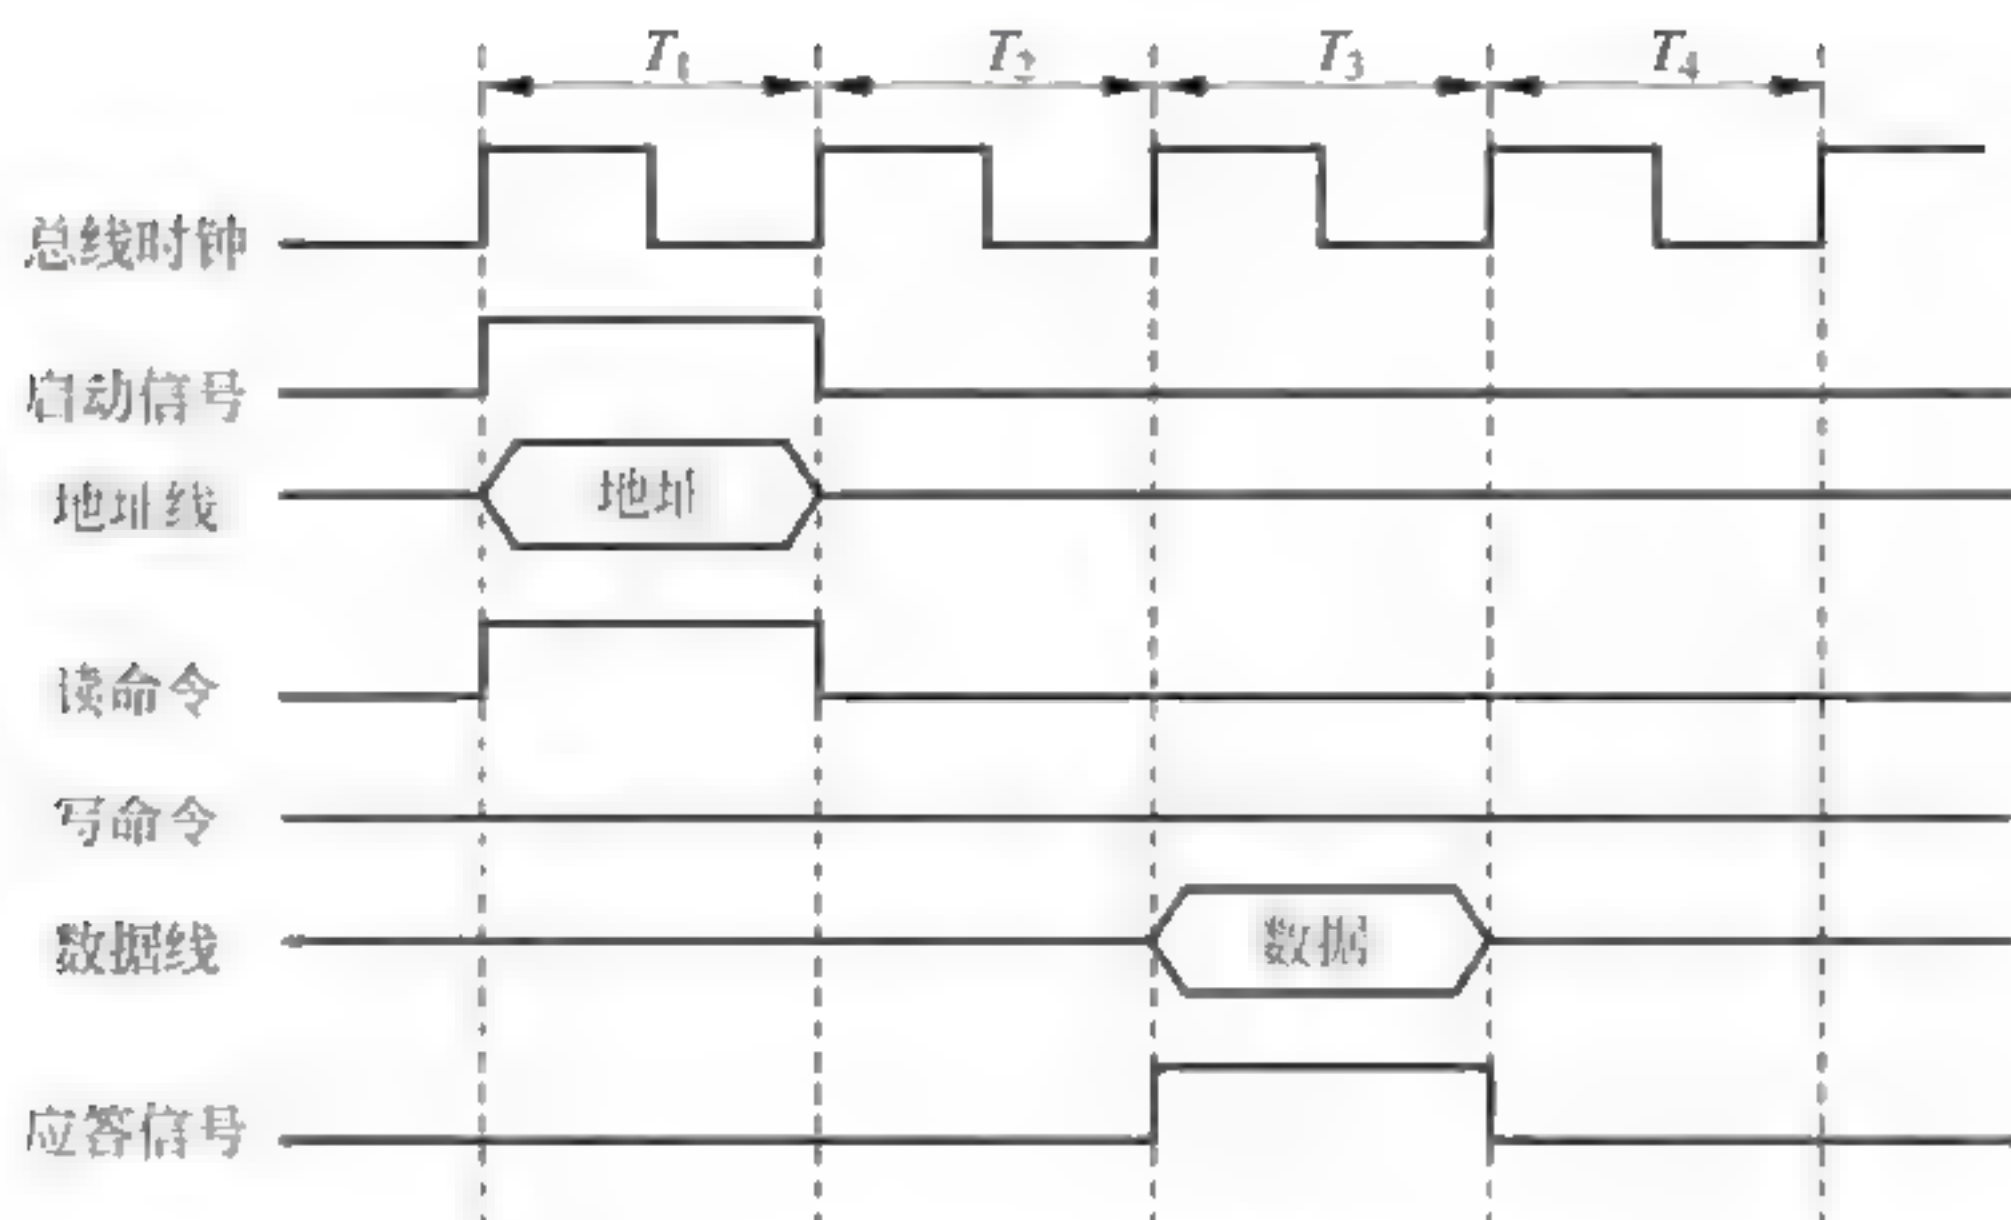 T1 T2 T3 T4
总线时钟
启动信号
地址线 地址
读命令
写命令
数据线 数据
应答信号